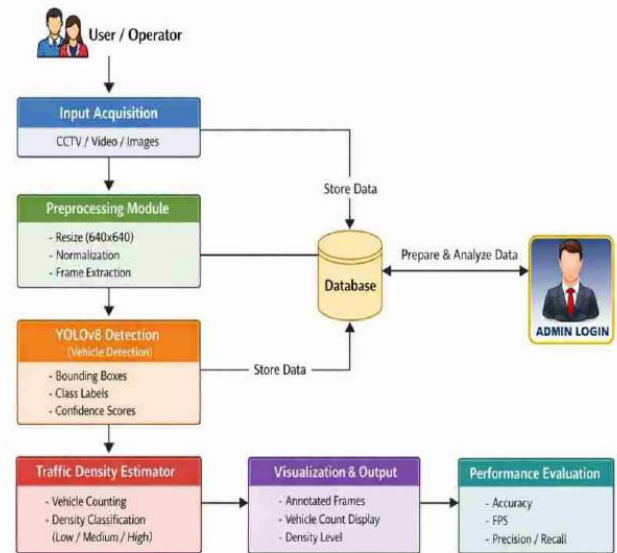 User / Operator
Input Acquisition
CCTV / Video / Images
Store Data
Preprocessing Module
- Resize (640x640)
- Normalization
- Frame Extraction
Database
Prepare & Analyze Data
ADMIN LOGIN
YOLOv8 Detection
(Vehicle Detection)
- Bounding Boxes
- Class Labels
- Confidence Scores
Store Data
Traffic Density Estimator
- Vehicle Counting
- Density Classification
(Low / Medium / High)
Visualization & Output
- Annotated Frames
- Vehicle Count Display
- Density Level
Performance Evaluation
- Accuracy
- FPS
- Precision / Recall